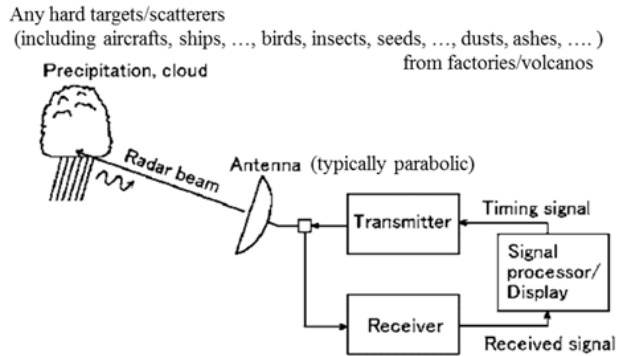 Any hard targets/scatterers
(including aircrafts, ships, …, birds, insects, seeds, …, dusts, ashes, …. )
from factories/volcanos
Precipitation, cloud
Radar beam
Antenna (typically parabolic)
Transmitter
Timing signal
Signal
processor/
Display
Receiver
Received signal